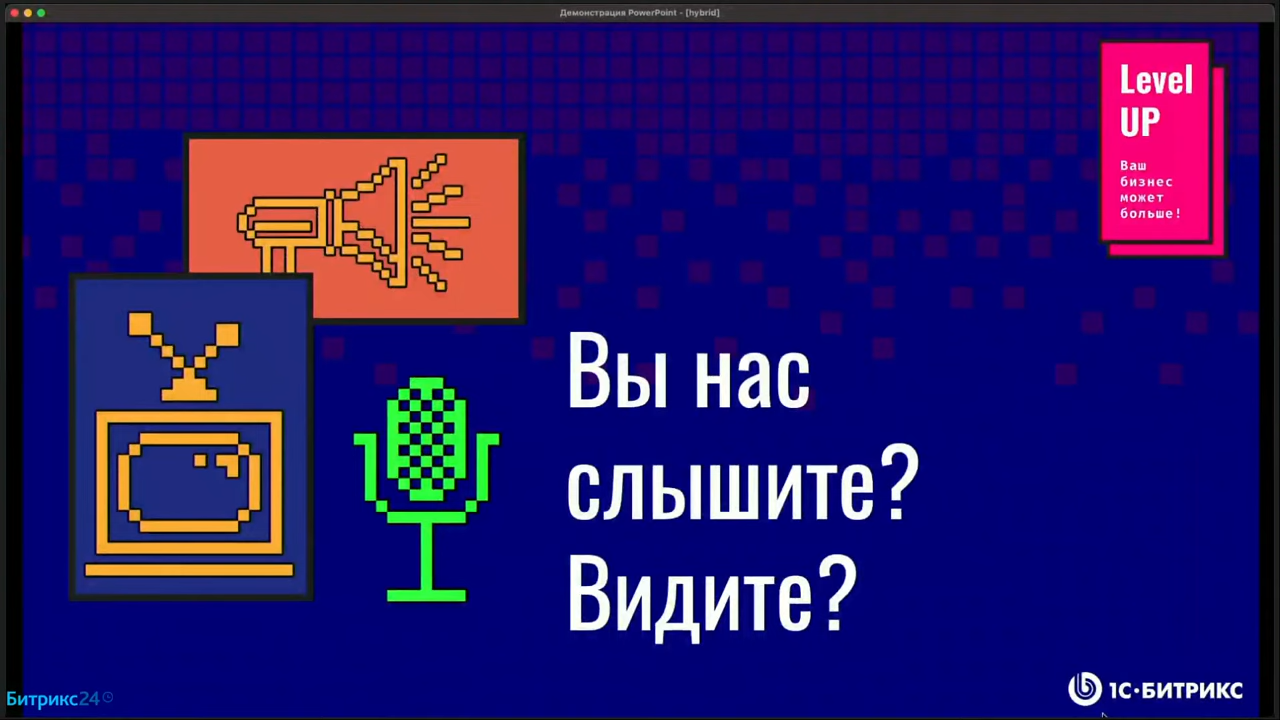 Демонстрация PowerPoint - [hybrid]
Level
UP
Ваш
бизнес
может
больше!
Вы нас
слышите?
Видите?
Битрикс24
1С·БИТРИКС